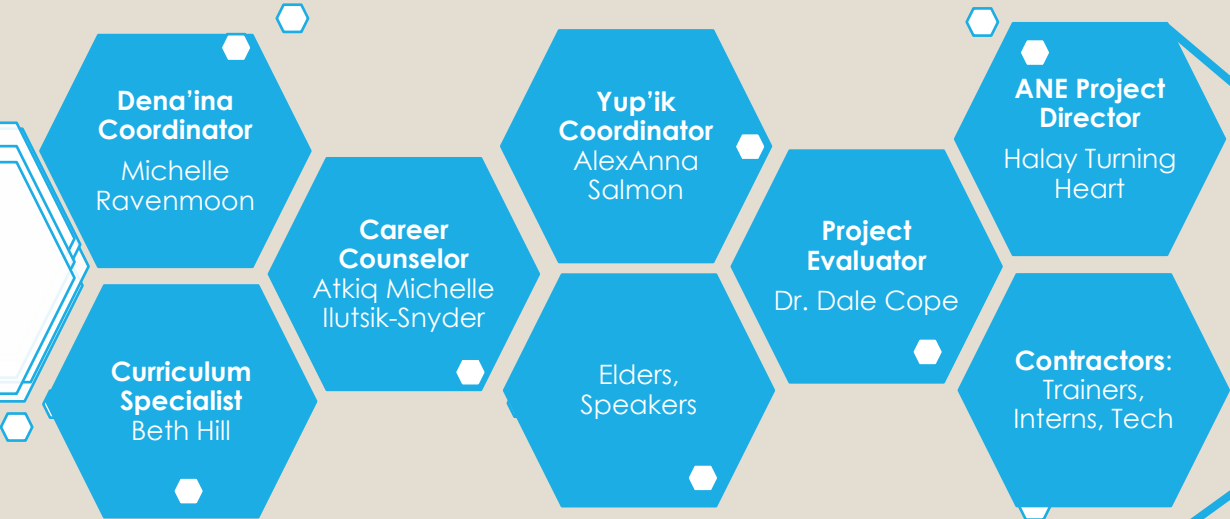 Dena’ina
Coordinator
Michelle
Ravenmoon
Curriculum
Specialist
Beth Hill
Career
Counselor
Atkiq Michelle
Ilutsik-Snyder
Yup’ik
Coordinator
AlexAnna
Salmon
Elders,
Speakers
Project
Evaluator
Dr. Dale Cope
ANE Project
Director
Halay Turning
Heart
Contractors:
Trainers,
Interns, Tech